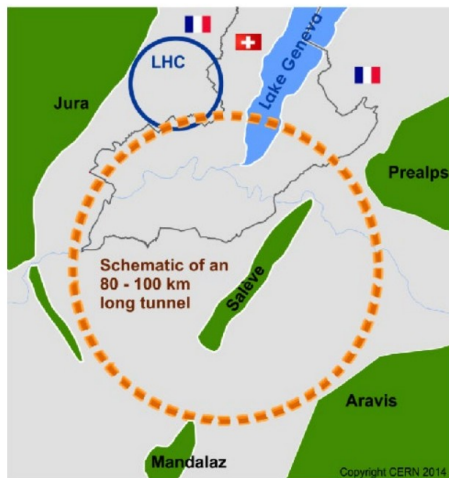 LHC
Lake Geneva
Jura
Prealps
Schematic of an
80 - 100 km
long tunnel
Salève
Aravis
Mandalaz
Copyright CERN 2014